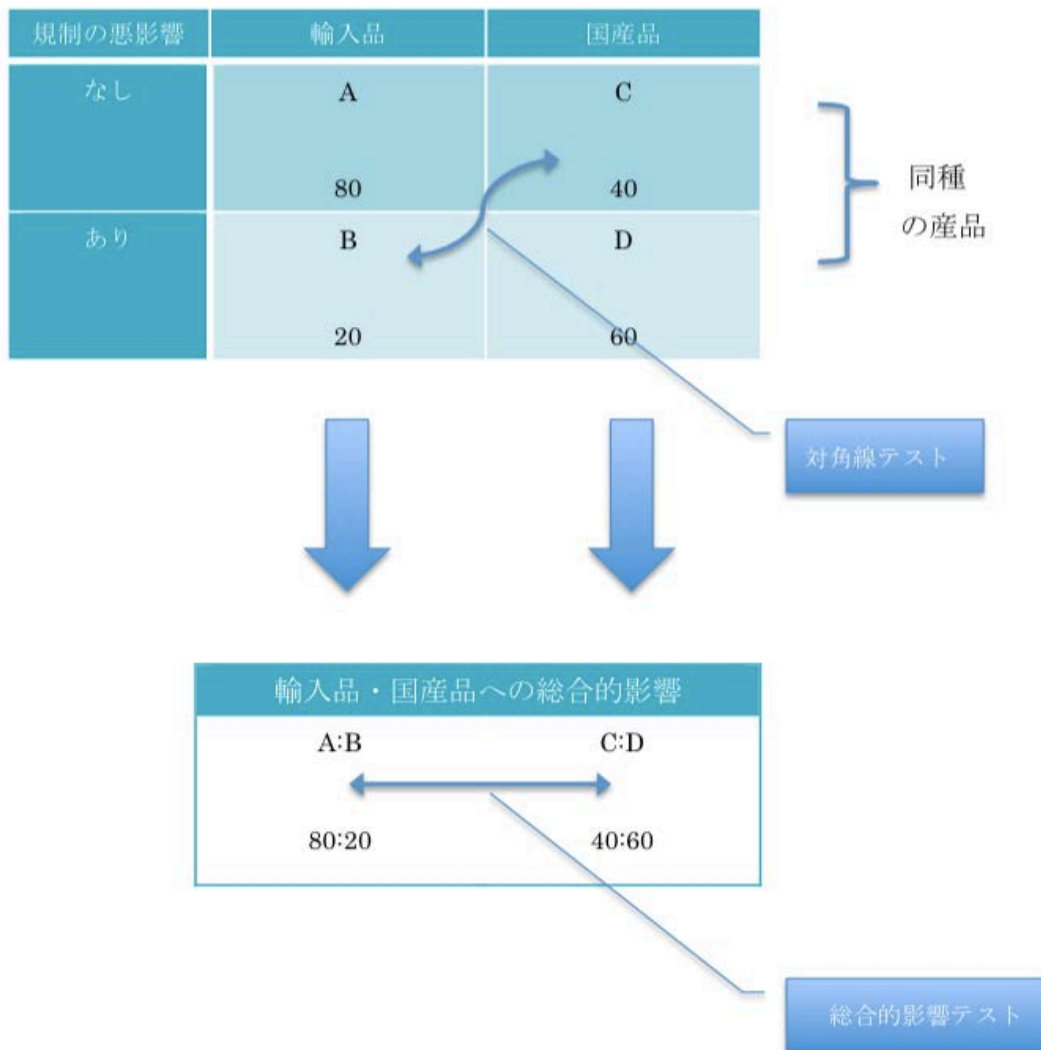 規制の悪影響 輸入品 国産品
なし A C
80 40
同種
の産品
あり B D
20 60
対角線テスト
輸入品・国産品への総合的影響
A:B C:D
80:20 40:60
総合的影響テスト